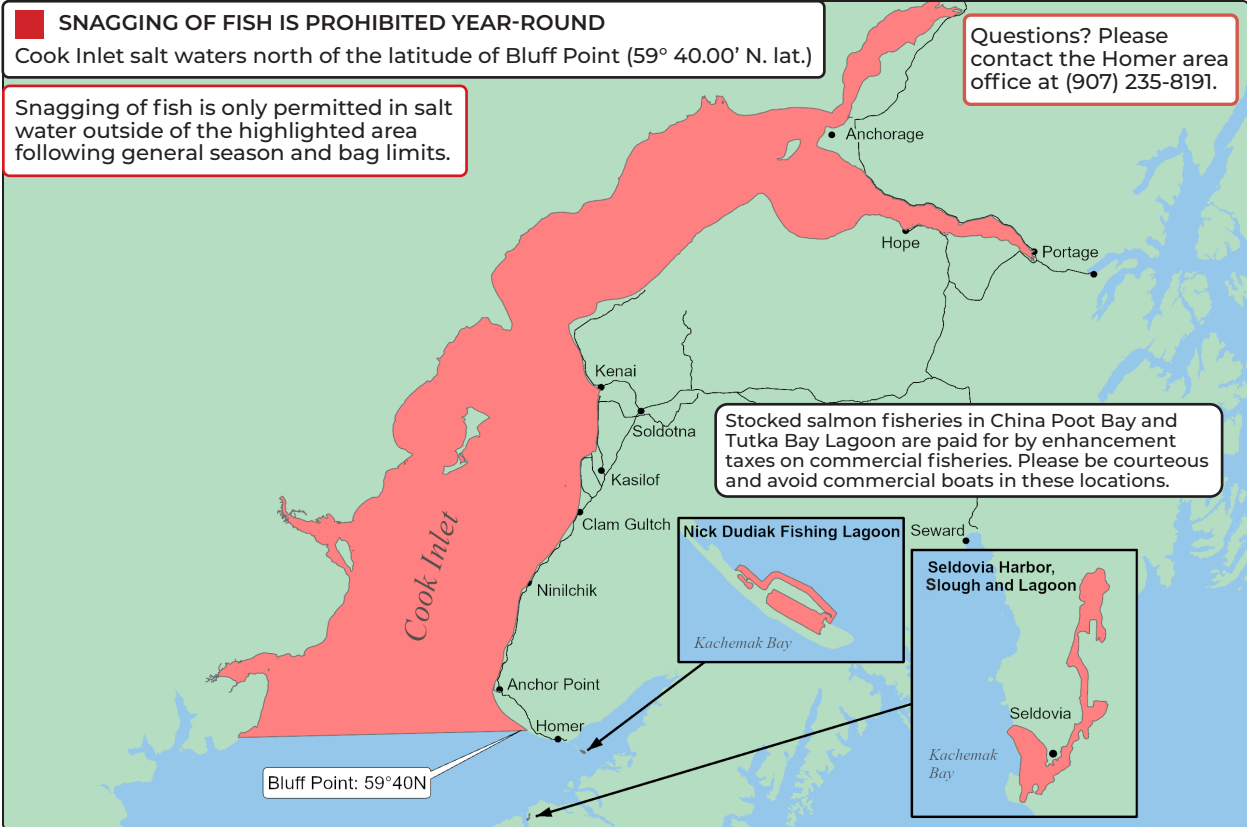 SNAGGING OF FISH IS PROHIBITED YEAR-ROUND
Cook Inlet salt waters north of the latitude of Bluff Point (59° 40.00’ N. lat.)
Questions? Please
contact the Homer area
office at (907) 235-8191.
Snagging of fish is only permitted in salt
water outside of the highlighted area
following general season and bag limits.
Anchorage
Hope
Portage
Kenai
Soldotna
Stocked salmon fisheries in China Poot Bay and
Tutka Bay Lagoon are paid for by enhancement
taxes on commercial fisheries. Please be courteous
and avoid commercial boats in these locations.
Kasilof
Clam Gultch
Cook Inlet
Ninilchik
Nick Dudiak Fishing Lagoon
Kachemak Bay
Seward
Seldovia Harbor,
Slough and Lagoon
Seldovia
Kachemak
Bay
Anchor Point
Homer
Bluff Point: 59°40N